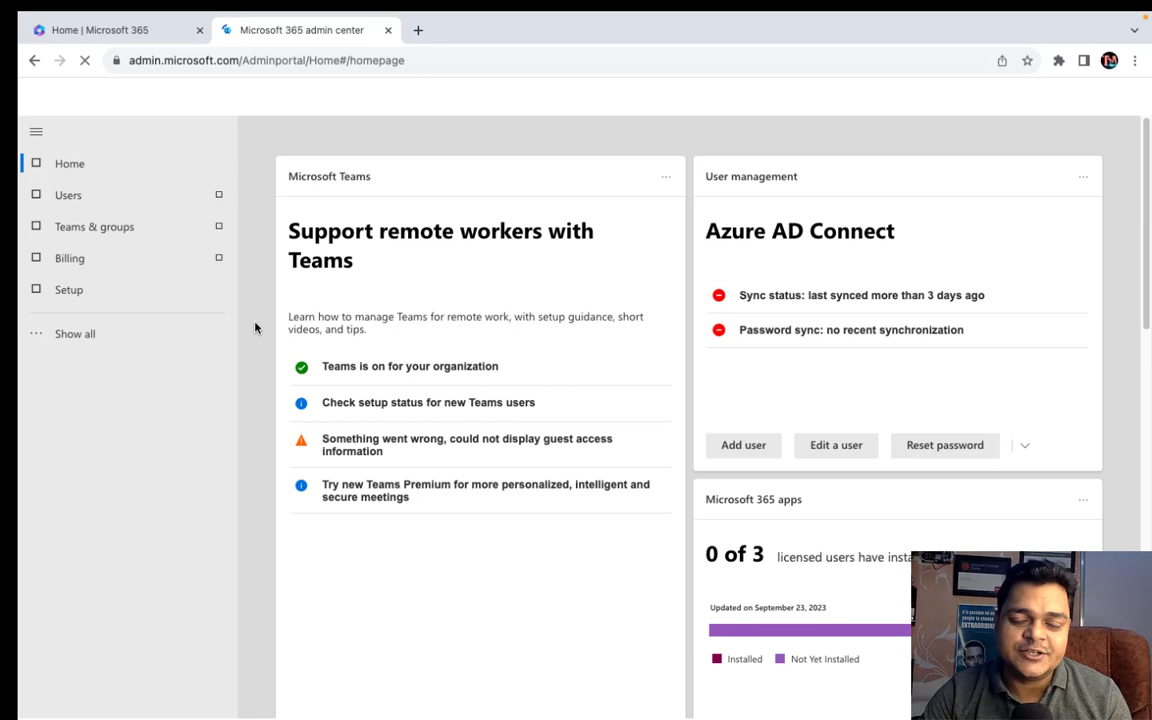 Home | Microsoft 365
Microsoft 365 admin center
admin.microsoft.com/Adminportal/Home#/homepage
Home
Users
Teams & groups
Billing
Setup
Show all
Microsoft Teams
Support remote workers with
Teams
Learn how to manage Teams for remote work, with setup guidance, short
videos, and tips.
Teams is on for your organization
Check setup status for new Teams users
Something went wrong, could not display guest access
information
Try new Teams Premium for more personalized, intelligent and
secure meetings
User management
Azure AD Connect
Sync status: last synced more than 3 days ago
Password sync: no recent synchronization
Add user
Edit a user
Reset password
Microsoft 365 apps
0 of 3 licensed users have
Updated on September 23, 2023
Installed
Not Yet Installed
EXTRAORDIN